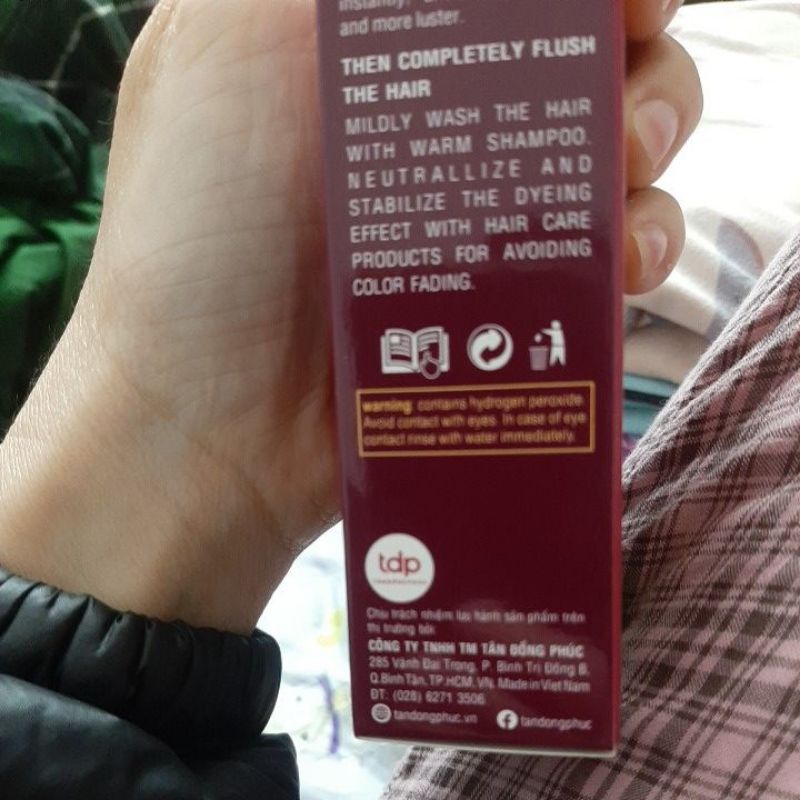 instantly.
and more luster.
THEN COMPLETELY FLUSH
THE HAIR
MILDLY WASH THE HAIR
WITH WARM SHAMPOO.
NEUTRALLIZE AND
STABILIZE THE DYEING
EFFECT WITH HAIR CARE
PRODUCTS FOR AVOIDING
COLOR FADING.
warning: contains hydrogen peroxide.
Avoid contact with eyes. In case of eye
contact rinse with water immediately.
tdp
Chịu trách nhiệm lưu hành sản phẩm trên
thị trường bởi:
CÔNG TY TNHH TM TÂN ĐỒNG PHÚC
285 Vành Đai Trong, P. Bình Trị Đông B,
Q.Bình Tân, TP.HCM, VN. Made in Viet Nam
ĐT: (028) 6271 3506
tandongphuc.vn tandongphuc